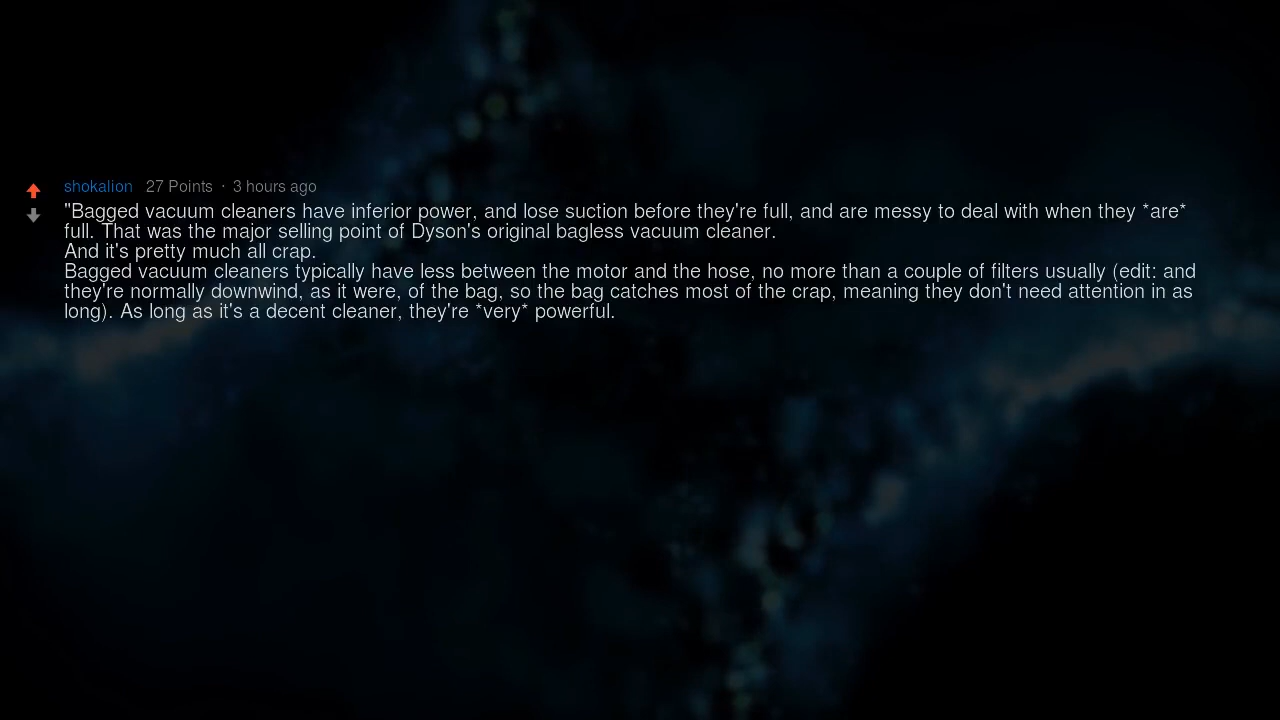 shokalion 27 Points · 3 hours ago
"Bagged vacuum cleaners have inferior power, and lose suction before they're full, and are messy to deal with when they *are*
full. That was the major selling point of Dyson's original bagless vacuum cleaner.
And it's pretty much all crap.
Bagged vacuum cleaners typically have less between the motor and the hose, no more than a couple of filters usually (edit: and
they're normally downwind, as it were, of the bag, so the bag catches most of the crap, meaning they don't need attention in as
long). As long as it's a decent cleaner, they're *very* powerful.